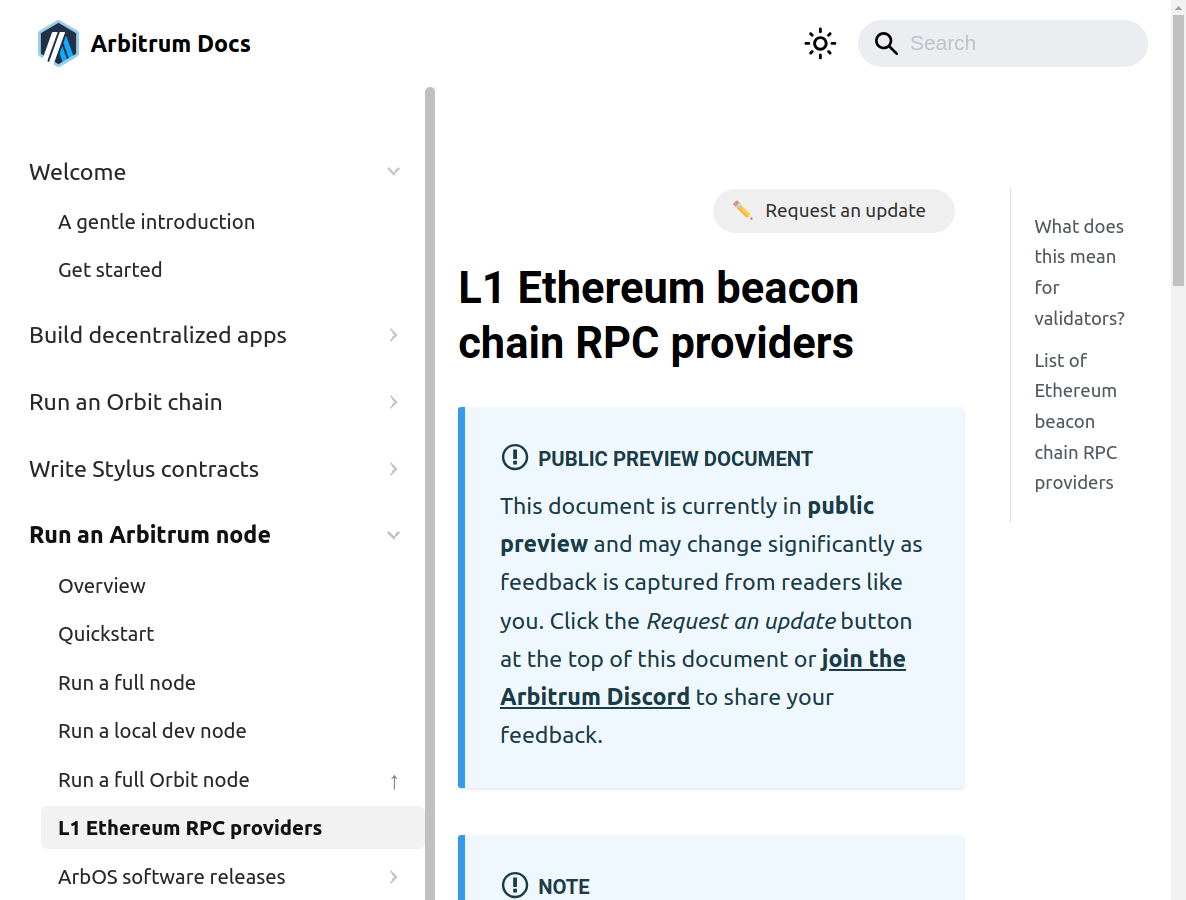 Arbitrum Docs
Search
Welcome
A gentle introduction
Get started
Build decentralized apps
Run an Orbit chain
Write Stylus contracts
Run an Arbitrum node
Overview
Quickstart
Run a full node
Run a local dev node
Run a full Orbit node ↑
L1 Ethereum RPC providers
ArbOS software releases
✏️ Request an update
L1 Ethereum beacon
chain RPC providers
PUBLIC PREVIEW DOCUMENT
This document is currently in public
preview and may change significantly as
feedback is captured from readers like
you. Click the Request an update button
at the top of this document or join the
Arbitrum Discord to share your
feedback.
NOTE
What does
this mean
for
validators?
List of
Ethereum
beacon
chain RPC
providers